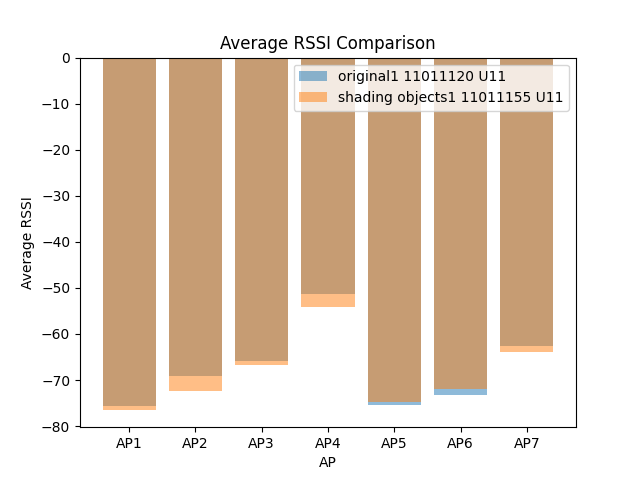 Average RSSI Comparison
original1 11011120 U11
shading objects1 11011155 U11
0
−10
−20
−30
−40
−50
−60
−70
−80
Average RSSI
AP1 AP2 AP3 AP4 AP5 AP6 AP7
AP